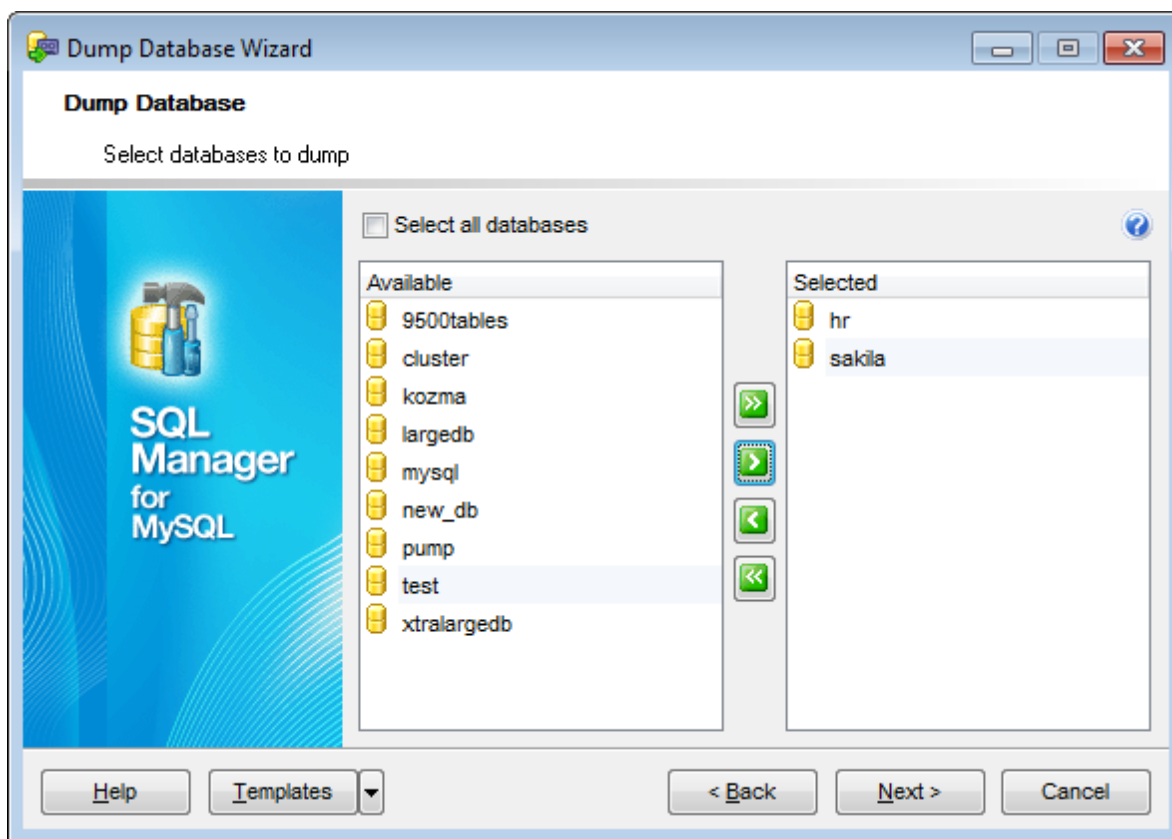 Dump Database Wizard
Dump Database
Select databases to dump
SQL
Manager
for
MySQL
Select all databases
Available
9500tables
cluster
kozma
largedb
mysql
new_db
pump
test
xtralargedb
Selected
hr
sakila
Help
Templates
< Back
Next >
Cancel